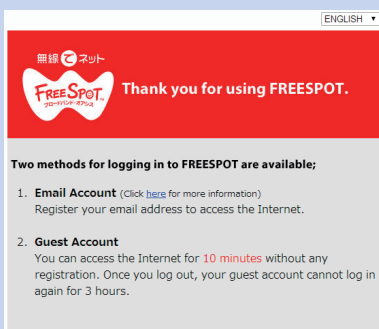 ENGLISH
無線でネット
FREESPOT™
ブロードバンド・オアシス
Thank you for using FREESPOT.
Two methods for logging in to FREESPOT are available;
1. Email Account (Click here for more information)
Register your email address to access the Internet.
2. Guest Account
You can access the Internet for 10 minutes without any
registration. Once you log out, your guest account cannot log in
again for 3 hours.